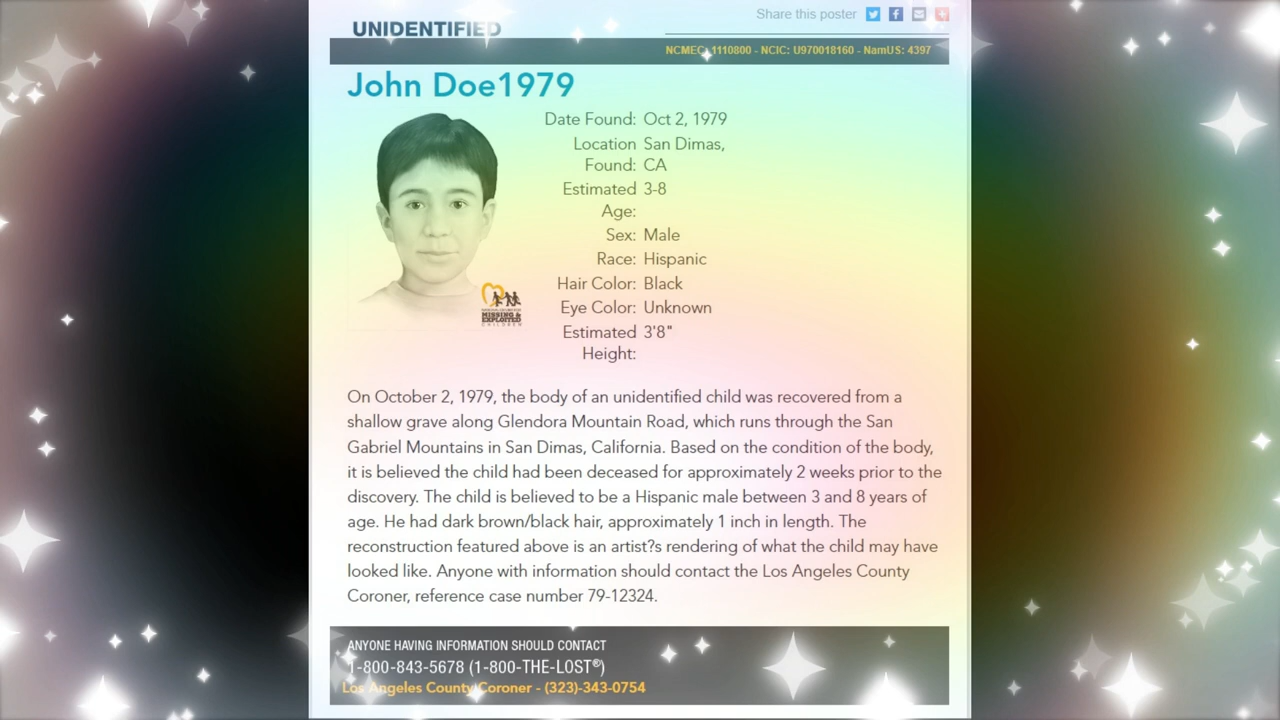 Share this poster
UNIDENTIFIED
NCMEC: 1110800 - NCIC: U970018160 - NamUS: 4397
John Doe1979
Date Found: Oct 2, 1979
Location San Dimas,
Found: CA
Estimated 3-8
Age:
Sex: Male
Race: Hispanic
Hair Color: Black
Eye Color: Unknown
Estimated 3'8"
Height:
MISSING &
EXPLOITED
CHILDREN
On October 2, 1979, the body of an unidentified child was recovered from a
shallow grave along Glendora Mountain Road, which runs through the San
Gabriel Mountains in San Dimas, California. Based on the condition of the body,
it is believed the child had been deceased for approximately 2 weeks prior to the
discovery. The child is believed to be a Hispanic male between 3 and 8 years of
age. He had dark brown/black hair, approximately 1 inch in length. The
reconstruction featured above is an artist?s rendering of what the child may have
looked like. Anyone with information should contact the Los Angeles County
Coroner, reference case number 79-12324.
ANYONE HAVING INFORMATION SHOULD CONTACT
1-800-843-5678 (1-800-THE-LOST®)
Los Angeles County Coroner - (323)-343-0754